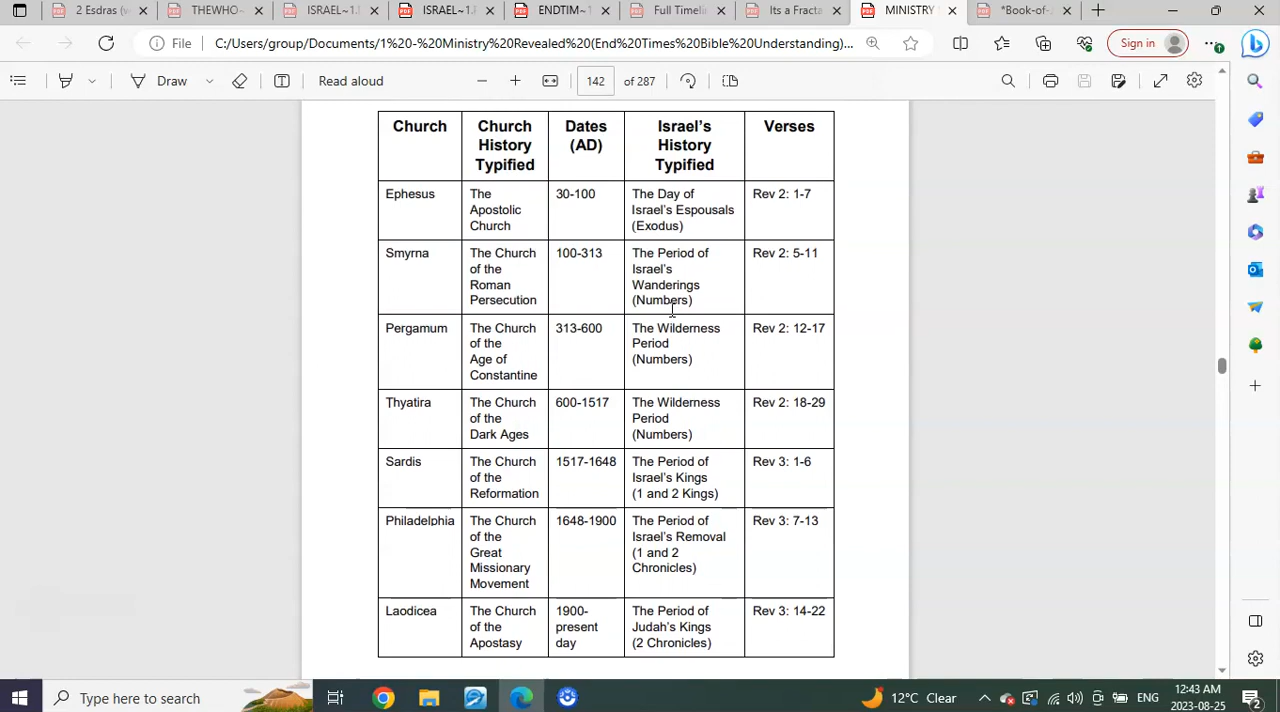 2 Esdras (v
THEWHO-
ISRAEL~1.I
ISRAEL~1.P
ENDTIM~1
Full Timeli
Its a Fracta
MINISTRY
*Book-of-
File
C:/Users/group/Documents/1%20-%20Ministry%20Revealed%20(End%20Times%20Bible%20Understanding)...
Sign in
Draw
Read aloud
142 of 287
Church
Church
History
Typified
Dates
(AD)
Israel's
History
Typified
Verses
Ephesus
The
Apostolic
Church
30-100
The Day of
Israel's Espousals
(Exodus)
Rev 2: 1-7
Smyrna
The Church
of the
Roman
Persecution
100-313
The Period of
Israel's
Wanderings
(Numbers)
Rev 2: 5-11
Pergamum
The Church
of the
Age of
Constantine
313-600
The Wilderness
Period
(Numbers)
Rev 2: 12-17
Thyatira
The Church
of the
Dark Ages
600-1517
The Wilderness
Period
(Numbers)
Rev 2: 18-29
Sardis
The Church
of the
Reformation
1517-1648
The Period of
Israel's Kings
(1 and 2 Kings)
Rev 3: 1-6
Philadelphia
The Church
of the
Great
Missionary
Movement
1648-1900
The Period of
Israel's Removal
(1 and 2
Chronicles)
Rev 3: 7-13
Laodicea
The Church
of the
Apostasy
1900-
present
day
The Period of
Judah's Kings
(2 Chronicles)
Rev 3: 14-22
Type here to search
12°C Clear
ENG
12:43 AM
2023-08-25
2